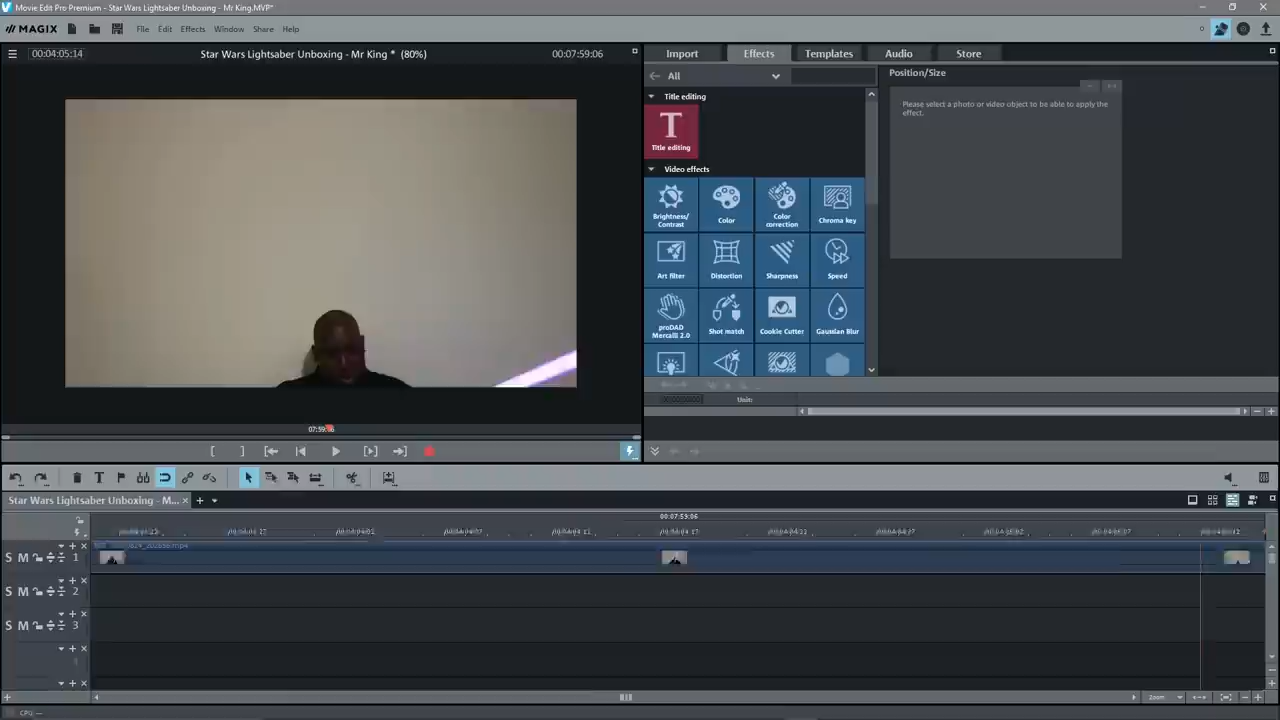 Movie Edit Pro Premium - Star Wars Lightsaber Unboxing - Mr King.MVP*
MAGIX
File Edit Effects Window Share Help
00:04:05:14
Star Wars Lightsaber Unboxing - Mr King * (80%)
00:07:59:06
Import Effects Templates Audio Store
All
Position/Size
Please select a photo or video object to be able to apply the
effect.
Title editing
T
Title editing
Video effects
Brightness/
Contrast
Color
Color
correction
Chroma key
Art filter
Distortion
Sharpness
Speed
proDAD
Mercalli 2.0
Shot match
Cookie Cutter
Gaussian Blur
Unit:
Star Wars Lightsaber Unboxing - M...
00:07:59:06
S M 1
S M 2
S M 3
Zoom
CPU: —